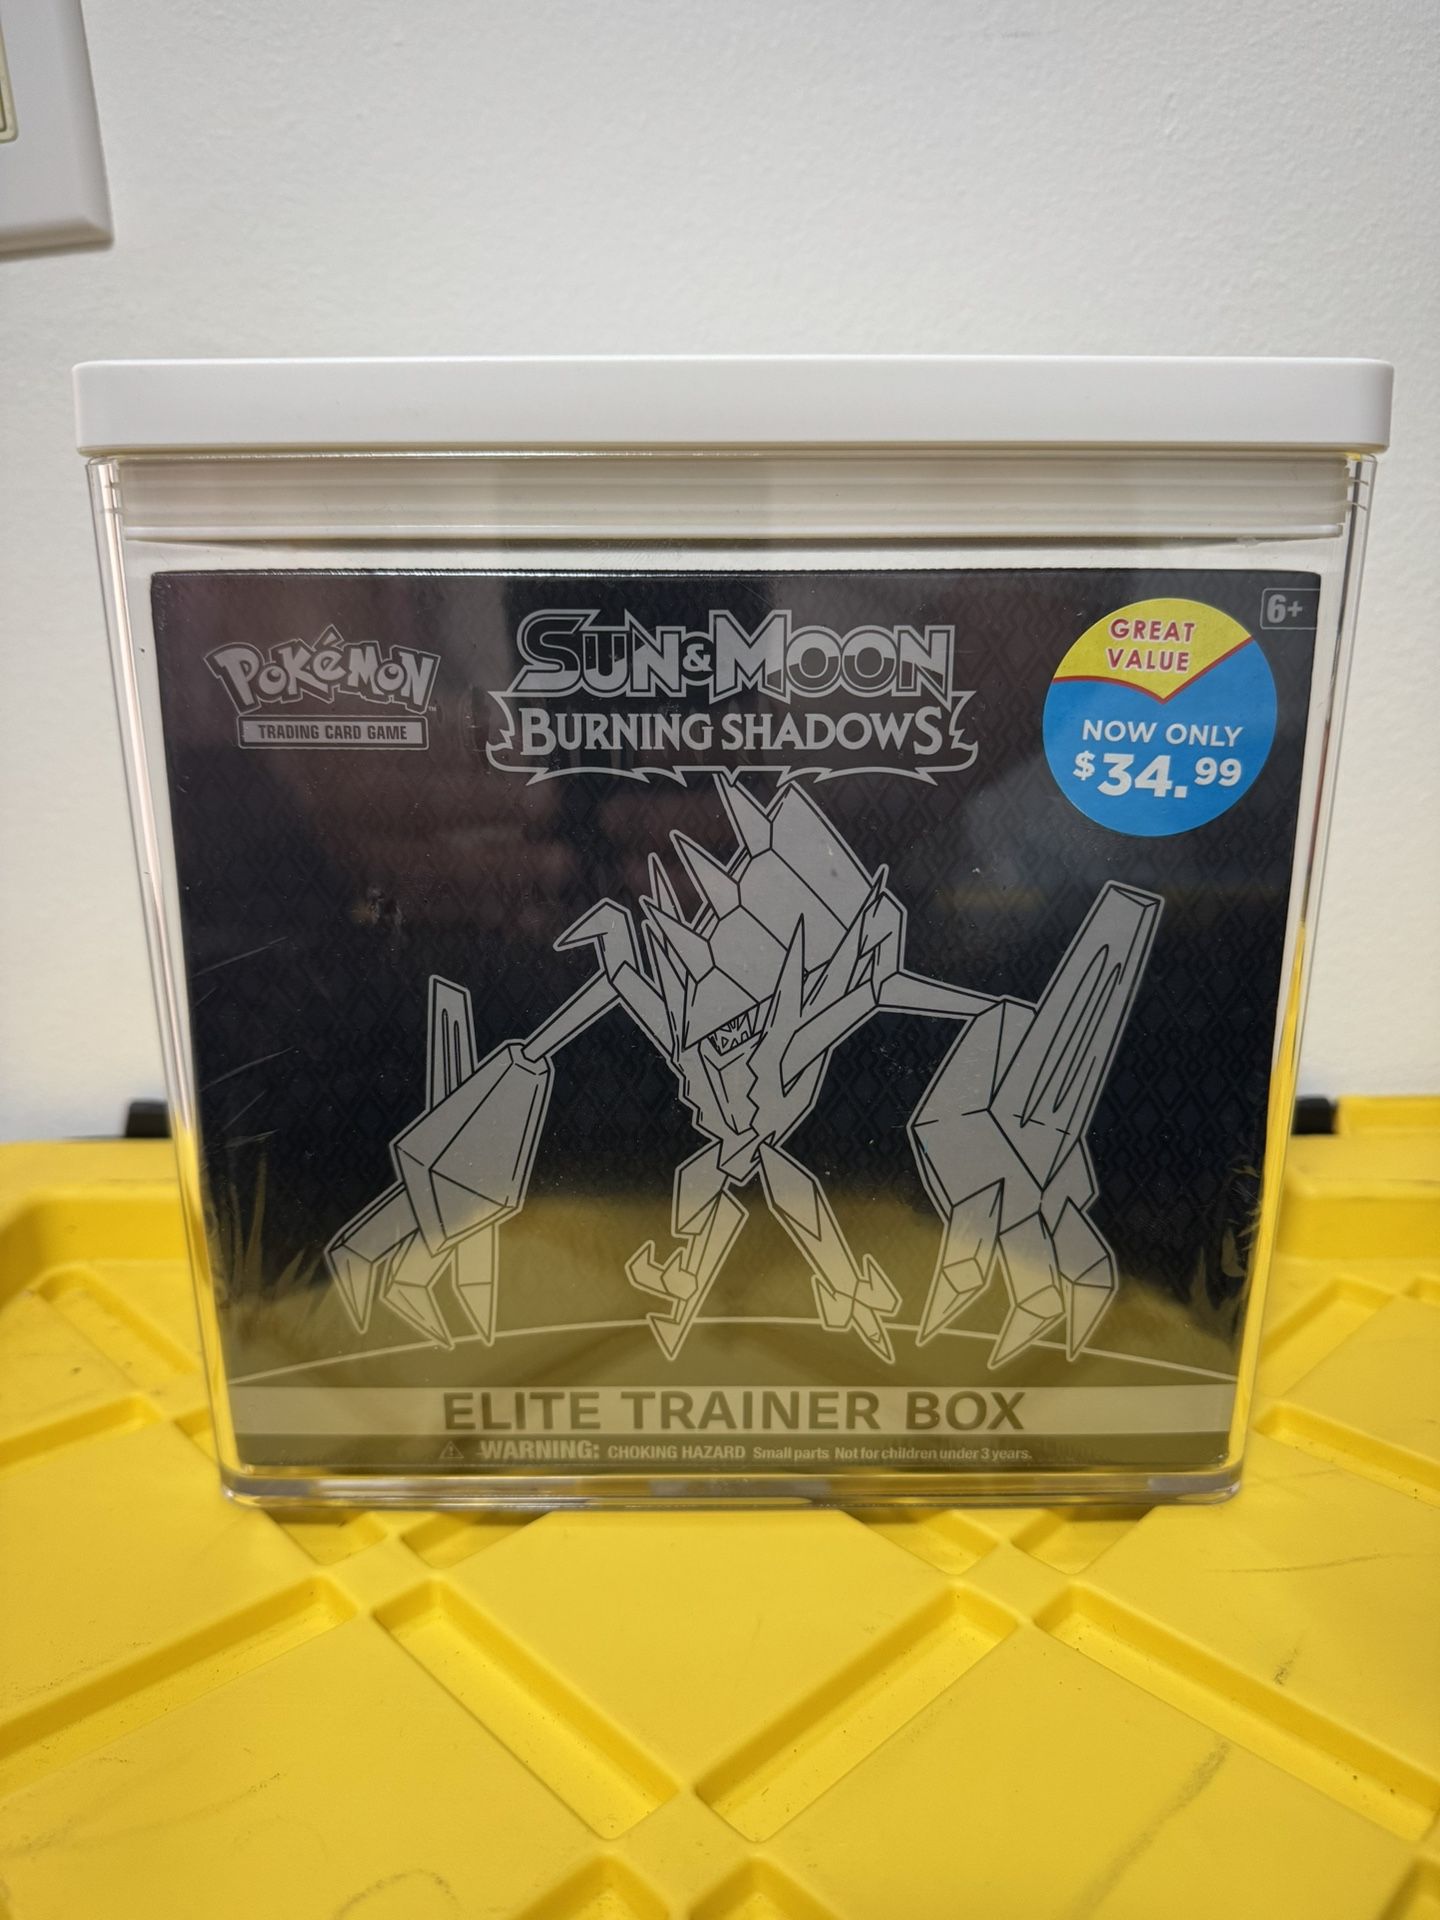 6+
POKéMON
TRADING CARD GAME
SUN & MOON
BURNING SHADOWS
GREAT
VALUE
NOW ONLY
$34.99
ELITE TRAINER BOX
WARNING: CHOKING HAZARD Small parts Not for children under 3 years.